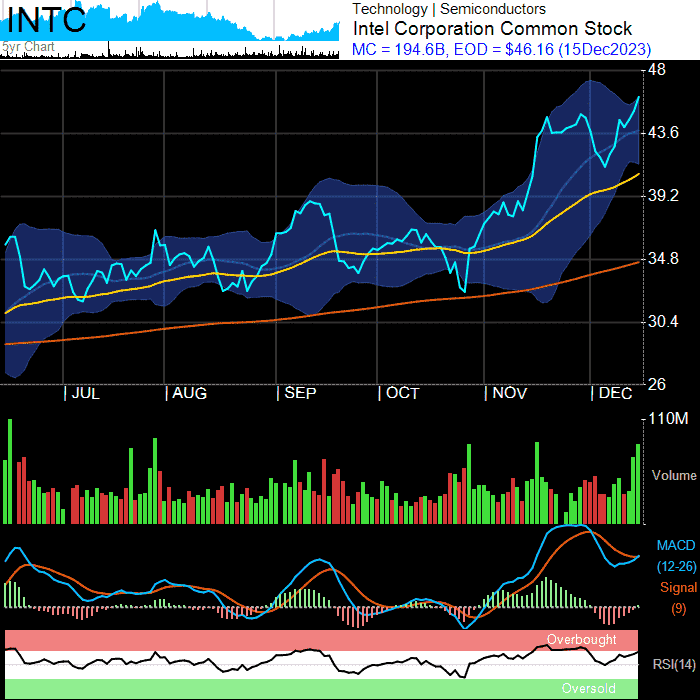 INTC
5yr Chart
Technology | Semiconductors
Intel Corporation Common Stock
MC = 194.6B, EOD = $46.16 (15Dec2023)
48
43.6
39.2
34.8
30.4
26
| JUL | AUG | SEP | OCT | NOV | DEC
110M
Volume
MACD
(12-26)
Signal
(9)
Overbought
RSI(14)
Oversold